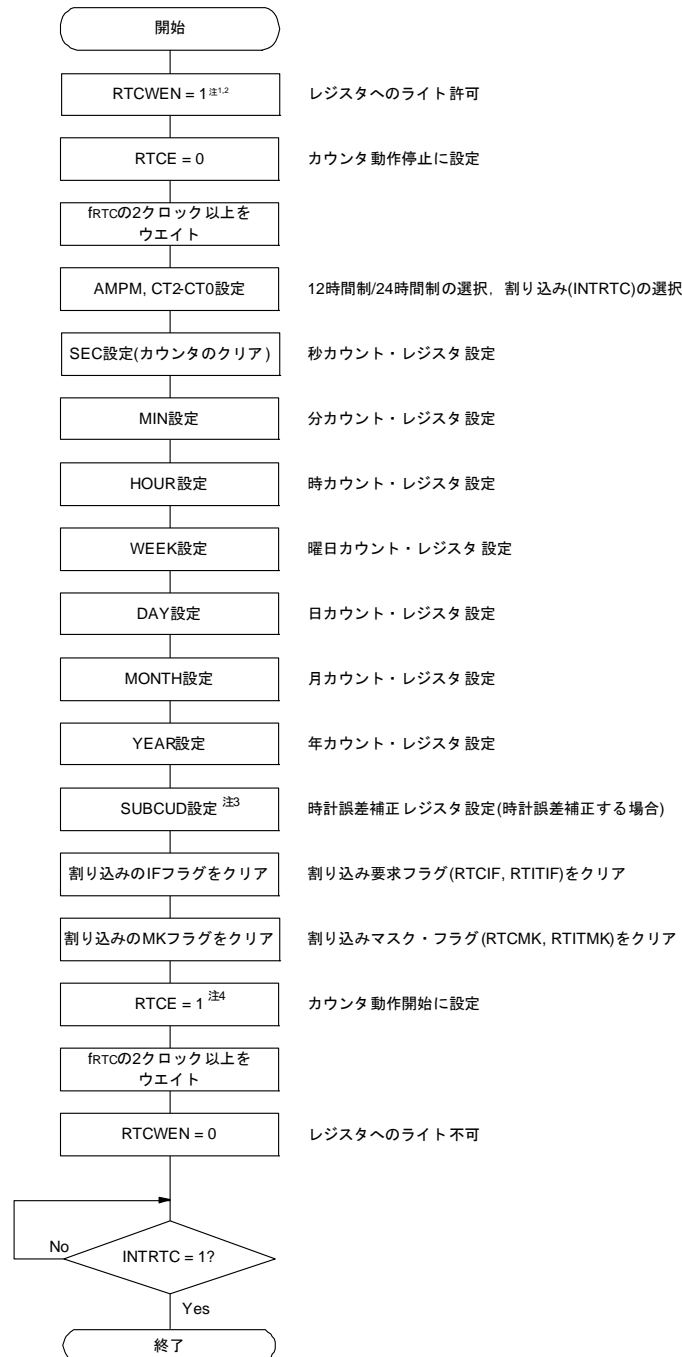 開始
RTCWEN = 1注1,2 レジスタへのライト許可
RTCE = 0 カウンタ動作停止に設定
fRTCの2クロック以上を
ウエイト
AMPM, CT2-CT0設定 12時間制/24時間制の選択，割り込み(INTRTC)の選択
SEC設定(カウンタのクリア) 秒カウント・レジスタ設定
MIN設定 分カウント・レジスタ設定
HOUR設定 時カウント・レジスタ設定
WEEK設定 曜日カウント・レジスタ設定
DAY設定 日カウント・レジスタ設定
MONTH設定 月カウント・レジスタ設定
YEAR設定 年カウント・レジスタ設定
SUBCUD設定 注3 時計誤差補正レジスタ設定(時計誤差補正する場合)
割り込みのIFフラグをクリア 割り込み要求フラグ(RTCIF, RTITIF)をクリア
割り込みのMKフラグをクリア 割り込みマスク・フラグ(RTCMK, RTITMK)をクリア
RTCE = 1 注4 カウンタ動作開始に設定
fRTCの2クロック以上を
ウエイト
RTCWEN = 0 レジスタへのライト不可
No
INTRTC = 1?
Yes
終了